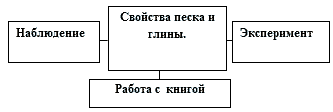 Свойства песка и
глины.
Наблюдение
Эксперимент
Работа с книгой